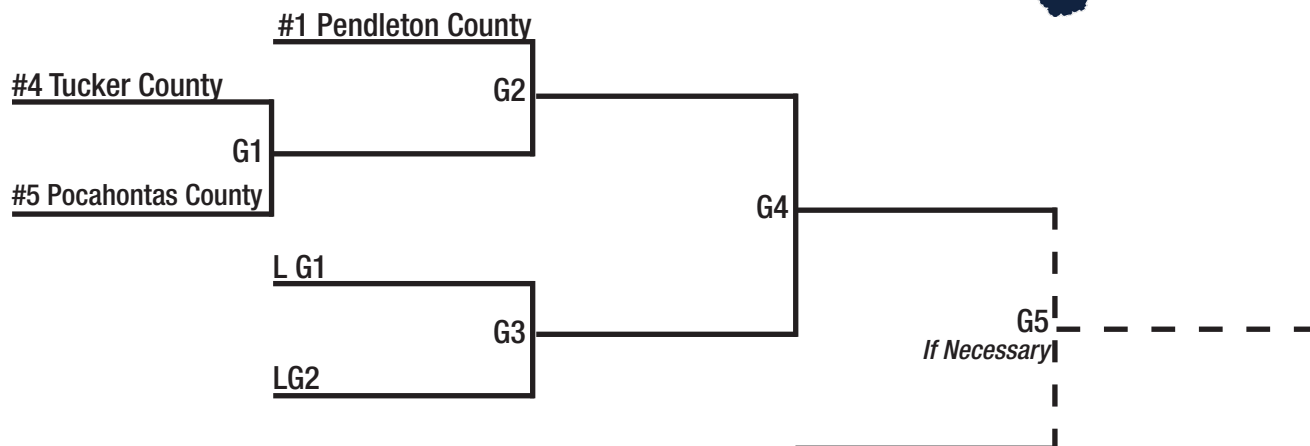 #1 Pendleton County
#4 Tucker County
G2
G1
#5 Pocahontas County
G4
L G1
G3
G5
If Necessary
LG2